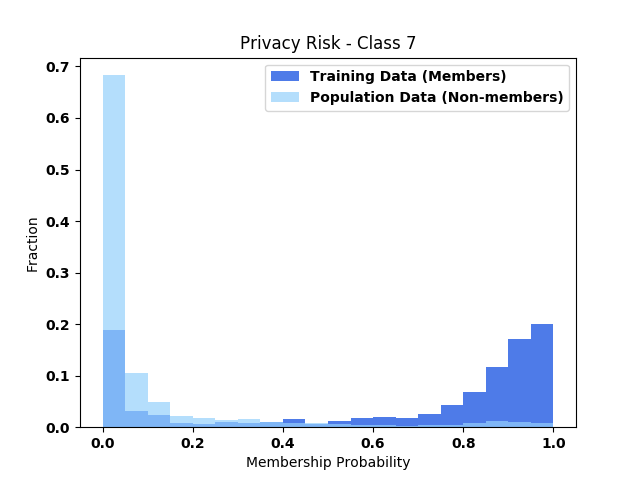 Privacy Risk - Class 7
Training Data (Members)
Population Data (Non-members)
0.7
0.6
0.5
0.4
0.3
0.2
0.1
0.0
Fraction
0.0 0.2 0.4 0.6 0.8 1.0
Membership Probability